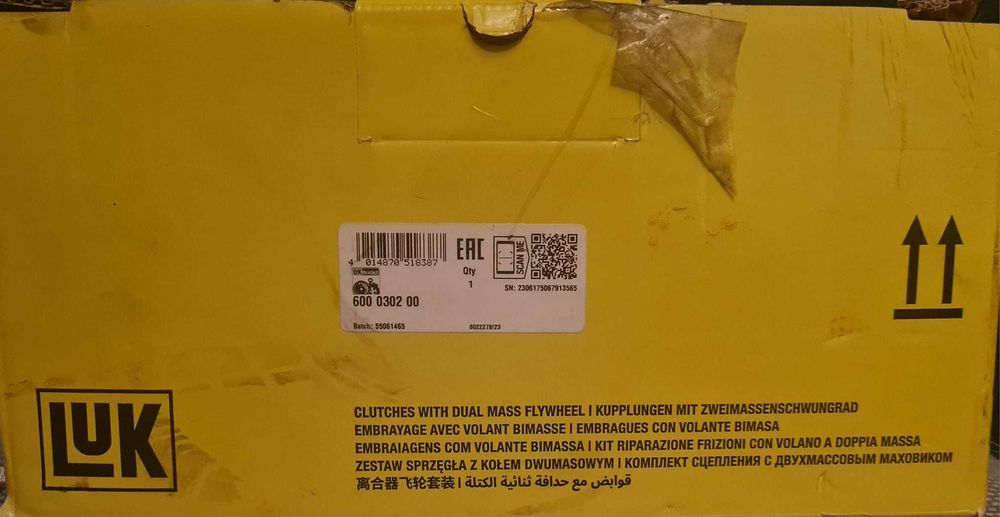 4 014870 518387
EAC
Qty
1
SCAN ME
SN: 2306175067913565
600 0302 00
Batch: 55061465
8022278/23
LUK
CLUTCHES WITH DUAL MASS FLYWHEEL | KUPPLUNGEN MIT ZWEIMASSENSCHWUNGRAD
EMBRAYAGE AVEC VOLANT BIMASSE | EMBRAGUES CON VOLANTE BIMASA
EMBRAIAGENS COM VOLANTE BIMASSA | KIT RIPARAZIONE FRIZIONI CON VOLANO A DOPPIA MASSA
ZESTAW SPRZĘGŁA Z KOŁEM DWUMASOWYM | КОМПЛЕКТ СЦЕПЛЕНИЯ С ДВУХМАССОВЫМ МАХОВИКОМ
离合器飞轮套装 | قوابض مع حدافة ثنائية الكتلة